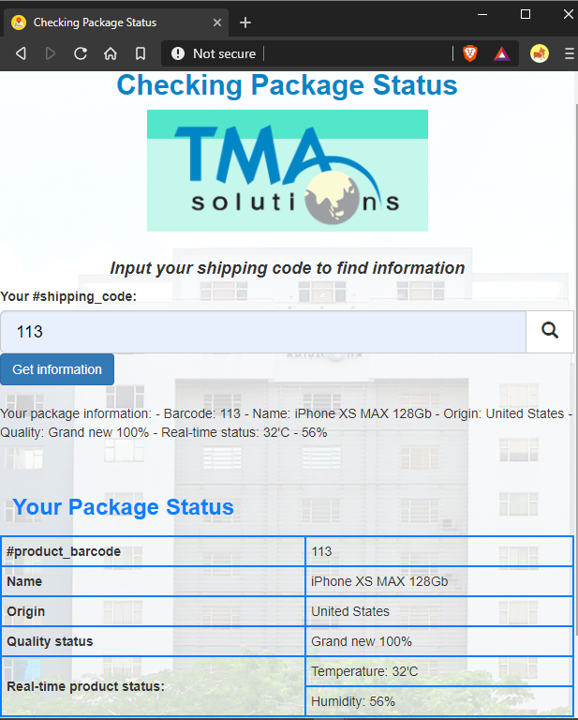 Checking Package Status
Not secure
Checking Package Status
TMA
soluti ns
Input your shipping code to find information
Your #shipping_code:
113
Get information
Your package information: - Barcode: 113 - Name: iPhone XS MAX 128Gb - Origin: United States -
Quality: Grand new 100% - Real-time status: 32'C - 56%
Your Package Status
#product_barcode 113
Name iPhone XS MAX 128Gb
Origin United States
Quality status Grand new 100%
Real-time product status: Temperature: 32'C
Humidity: 56%